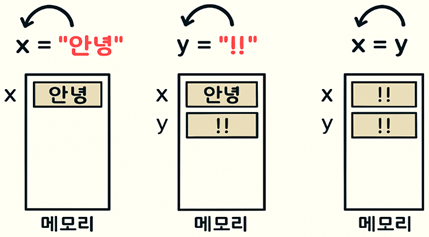 x = "안녕"
x 안녕
메모리
y = "!!"
x 안녕
y !!
메모리
x = y
x !!
y !!
메모리